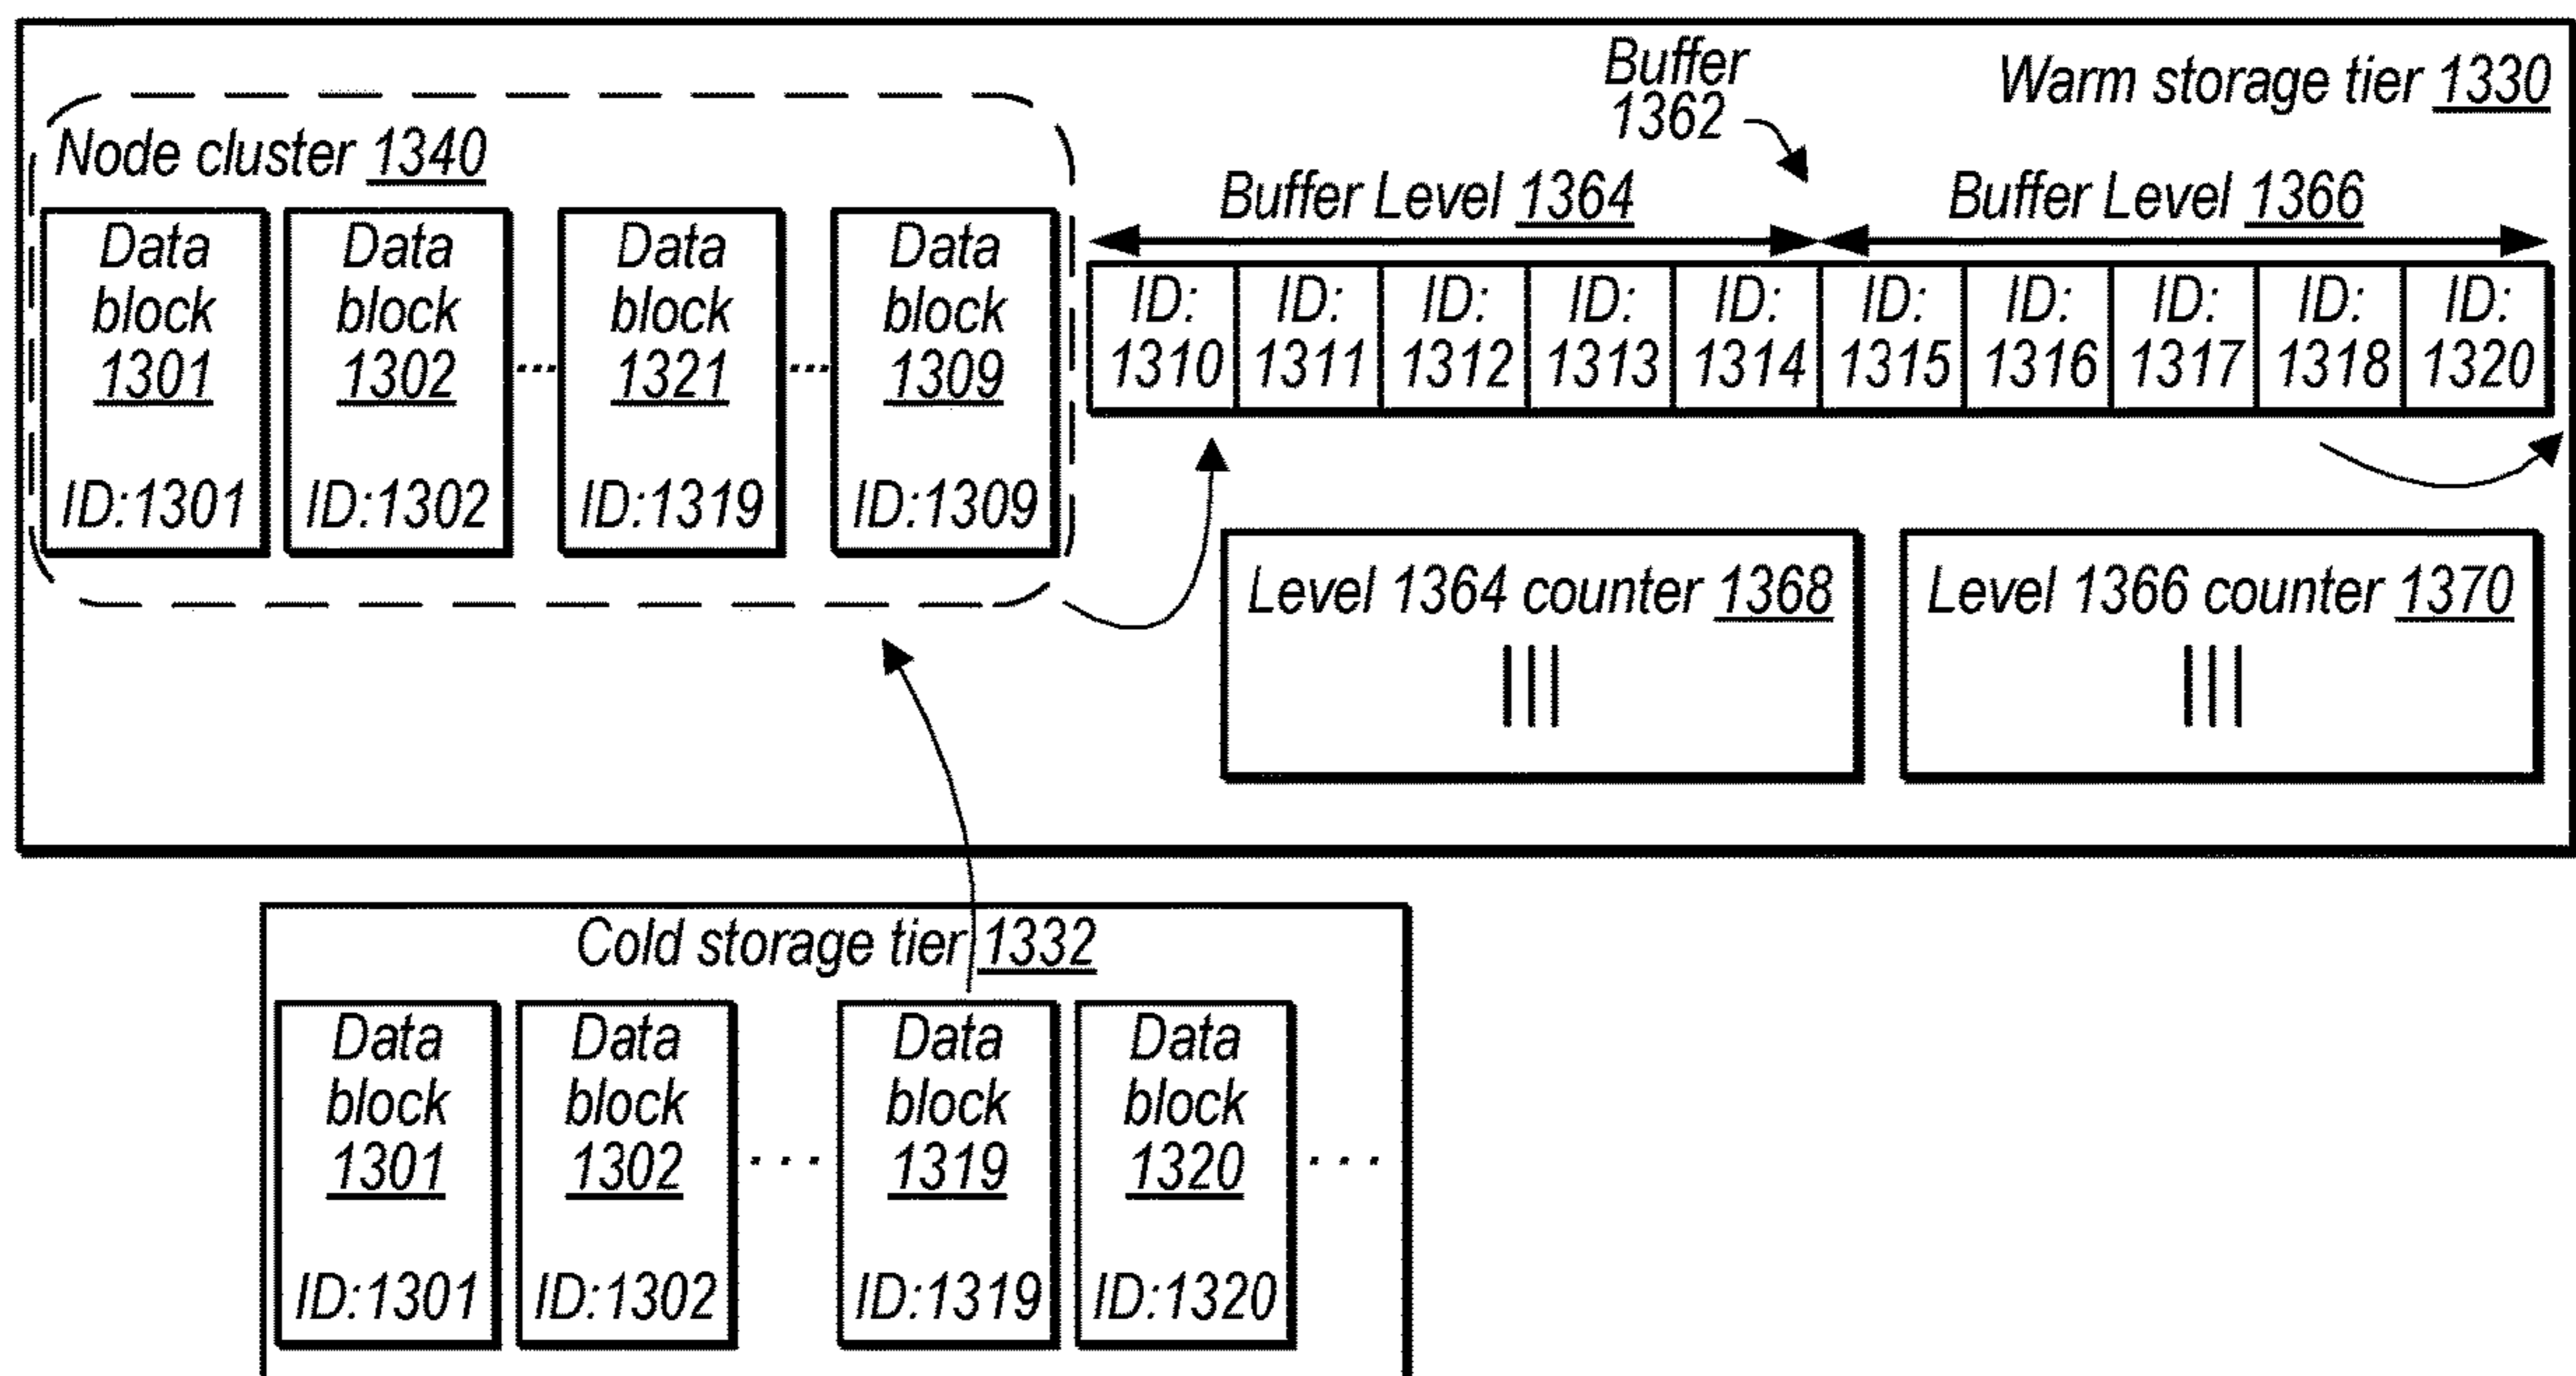 Warm storage tier 1330
Buffer
1362
Node cluster 1340
Data
block
1301
ID:1301
Data
block
1302
ID:1302
...
Data
block
1321
ID:1319
...
Data
block
1309
ID:1309
Buffer Level 1364
Buffer Level 1366
ID:
1310
ID:
1311
ID:
1312
ID:
1313
ID:
1314
ID:
1315
ID:
1316
ID:
1317
ID:
1318
ID:
1320
Level 1364 counter 1368
|||
Level 1366 counter 1370
|||
Cold storage tier 1332
Data
block
1301
ID:1301
Data
block
1302
ID:1302
...
Data
block
1319
ID:1319
Data
block
1320
ID:1320
...